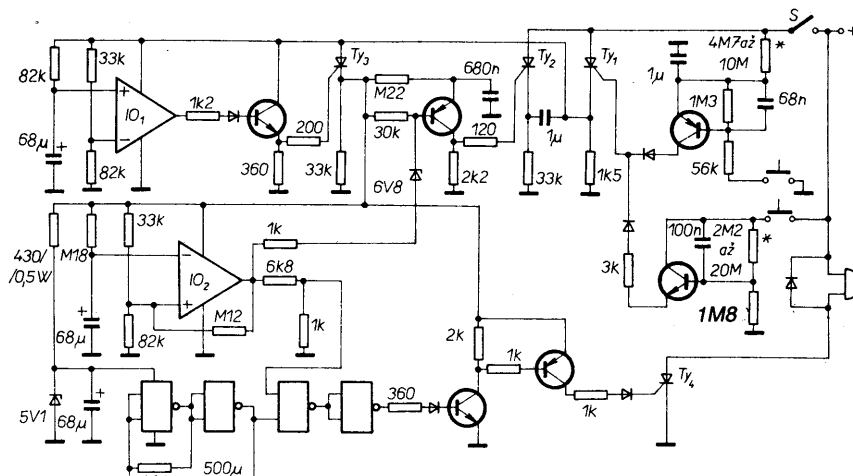 S
+
82k
33k
IO1
1k2
68μ
+
82k
200
360
Ty3
33k
M22
30k
680n
120
2k2
6V8
Ty2
1μ
33k
Ty1
1k5
1μ
4M7až
10M
*
1M3
68n
56k
100n
2M2
až
20M
*
3k
1M8
430/
/0,5W
M18
33k
IO2
1k
6k8
M12
68μ
+
82k
1k
2k
1k
1k
Ty4
5V1
68μ
+
360
500μ